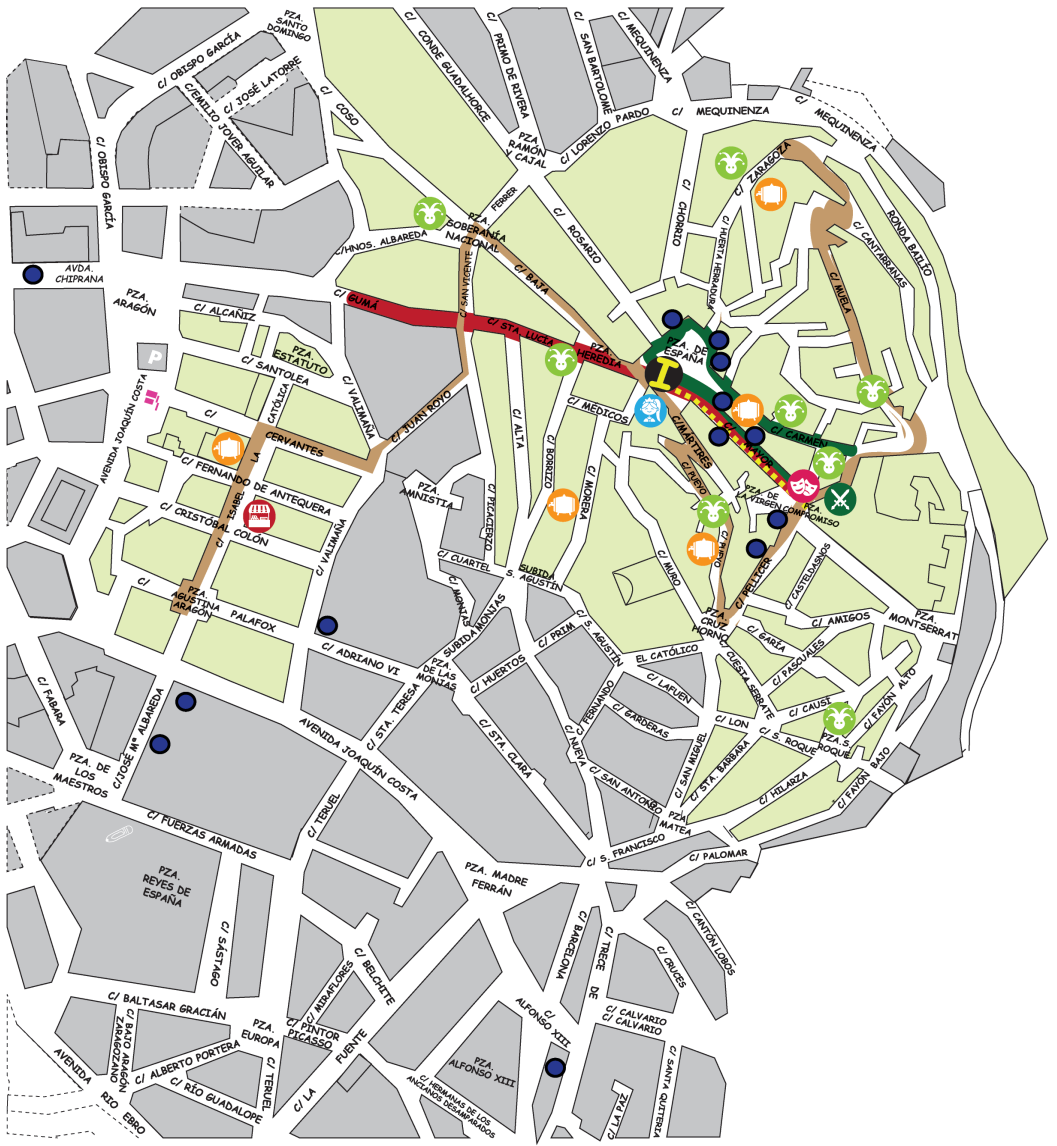 PZA.
SANTO
DOMINGO
C/ OBISPO GARCÍA
C/ JOSÉ LATORRE
C/EMILIO JOVER AGUILAR
C/ OBISPO GARCÍA
C/ COSO
C/ CONDE GUADALHORCE
C/ PRIMO DE RIVERA
C/ SAN BARTOLOMÉ
C/ MEQUINENZA
C/ MEQUINENZA
C/ MEQUINENZA
C/ LORENZO PARDO
PZA.
RAMÓN
Y CAJAL
FERRER
PZA.
SOBERANÍA
NACIONAL
C/HNOS. ALBAREDA
C/ SAN VICENTE
C/ BAJA
C/ ROSARIO
C/ CHORRIO
C/ HUERTA HERRADURA
C/ ZARAGOZA
C/ CANTARRANAS
RONDA BAILÍO
C/ MUELA
AVDA.
CHIPRANA
PZA.
ARAGÓN
C/ ALCAÑIZ
C/ GUMÁ
C/ STA. LUCÍA
PZA.
HEREDIA
PZA. DE
ESPAÑA
P
PZA.
ESTATUTO
C/ SANTOLEA
C/ VALIMAÑA
C/ JUAN ROYO
C/ MEDICOS
C/MÁRTIRES
C/ MAYOR
C/ CARMEN
AVENIDA JOAQUÍN COSTA
C/
CERVANTES
C/ ISABEL LA CATÓLICA
C/ FERNANDO DE ANTEQUERA
C/ CRISTÓBAL COLÓN
C/ VALIMAÑA
C/ ALTA
C/ BORRIZO
C/ MORERA
C/ PUEYO
C/ PUEYO
PZA.
AMNISTIA
C/ PICACIERZO
C/ CUARTEL
SUBIDA
S. AGUSTÍN
C/ MONJAS
SUBIDA MONJAS
C/ MURO
PZA. DE
LA VIRGEN
PZA.
COMPROMISO
C/ PELLICER
C/ CASTELDASNOS
C/
PALAFOX
PZA.
AGUSTINA
ARAGÓN
C/ ADRIANO VI
PZA.
DE LAS
MONJAS
C/ HUERTOS
C/ PRIM
C/ S. AGUSTÍN
EL CATÓLICO
C/ FERNANDO
PZA.
CRUZ
HORNO
C/ AMIGOS
PZA.
MONTSERRAT
C/ GARÍA
C/ PASCUALES
C/ CUESTA SERRATE
C/ LAFUEN
C/ GARDERAS
C/ LON
C/ CAUSÍ
C/ S. ROQUE
PZA.S.
ROQUE
C/ FAYÓN ALTO
C/ FAYÓN BAJO
C/ HILARZA
C/ STA. BARBARA
C/ SAN MIGUEL
C/ NUEVA
C/ SAN ANTONIO
PZA.
MATEA
C/ S. FRANCISCO
C/ PALOMAR
C/ STA. CLARA
C/ STA. TERESA
AVENIDA JOAQUÍN COSTA
C/ FABARA
C/JOSÉ Mª ALBAREDA
PZA. DE
LOS
MAESTROS
C/ FUERZAS ARMADAS
C/ TERUEL
PZA.
REYES DE
ESPAÑA
C/ SÁSTAGO
PZA. MADRE
FERRÁN
C/ BELCHITE
C/ MIRAFLORES
C/ BARCELONA
C/ TRECE DE
C/ CRUCES
C/ CANTÓN LOBOS
C/ CALVARIO
C/ CALVARIO
C/
ALFONSO XIII
PZA.
ALFONSO XIII
C/ BALTASAR GRACIÁN
PZA.
EUROPA
C/ PINTOR
PICASSO
C/ LA FUENTE
C/ BAJO ARAGÓN
ZARAGOZANO
C/ ALBERTO PORTERA
C/ RÍO GUADALOPE
C/ TERUEL
AVENIDA RIO EBRO
C/ HERMANAS DE LOS
ANCIANOS DESAMPARADOS
C/ LA PAZ
C/ SANTA QUITERIA